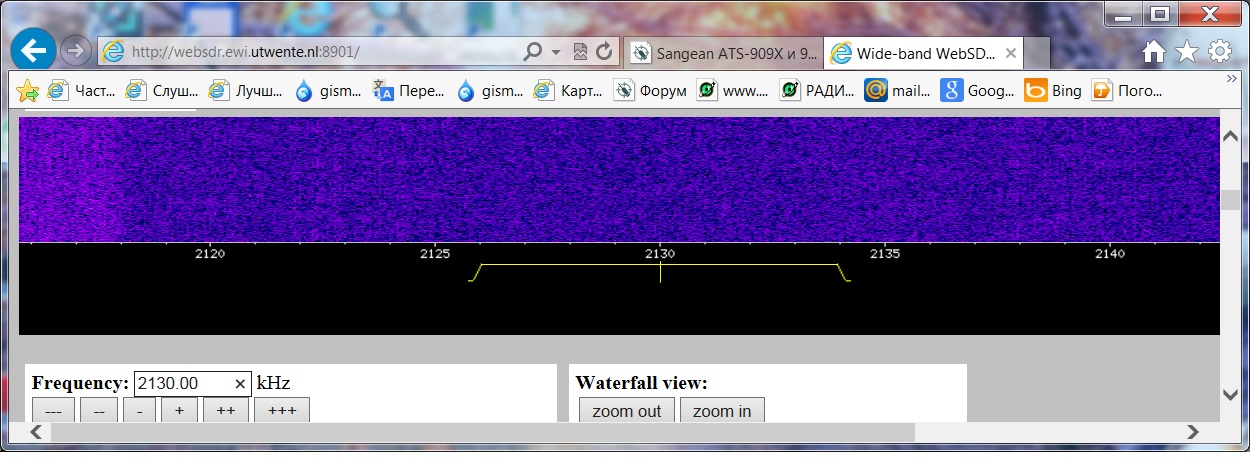 http://websdr.ewi.utwente.nl:8901/
Sangean ATS-909X и 9...
Wide-band WebSD...
Част... Слуш... Лучш... gism... Пере... gism... Карт... Форум www.... РАДИ... mail... Goog... Bing Пого...
2120 2125 2130 2135 2140
Frequency: 2130.00 kHz
Waterfall view:
--- -- - + ++ +++
zoom out zoom in